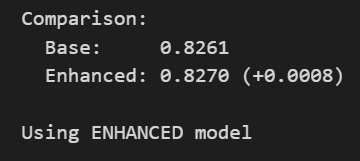 Comparison:
Base: 0.8261
Enhanced: 0.8270 (+0.0008)
Using ENHANCED model